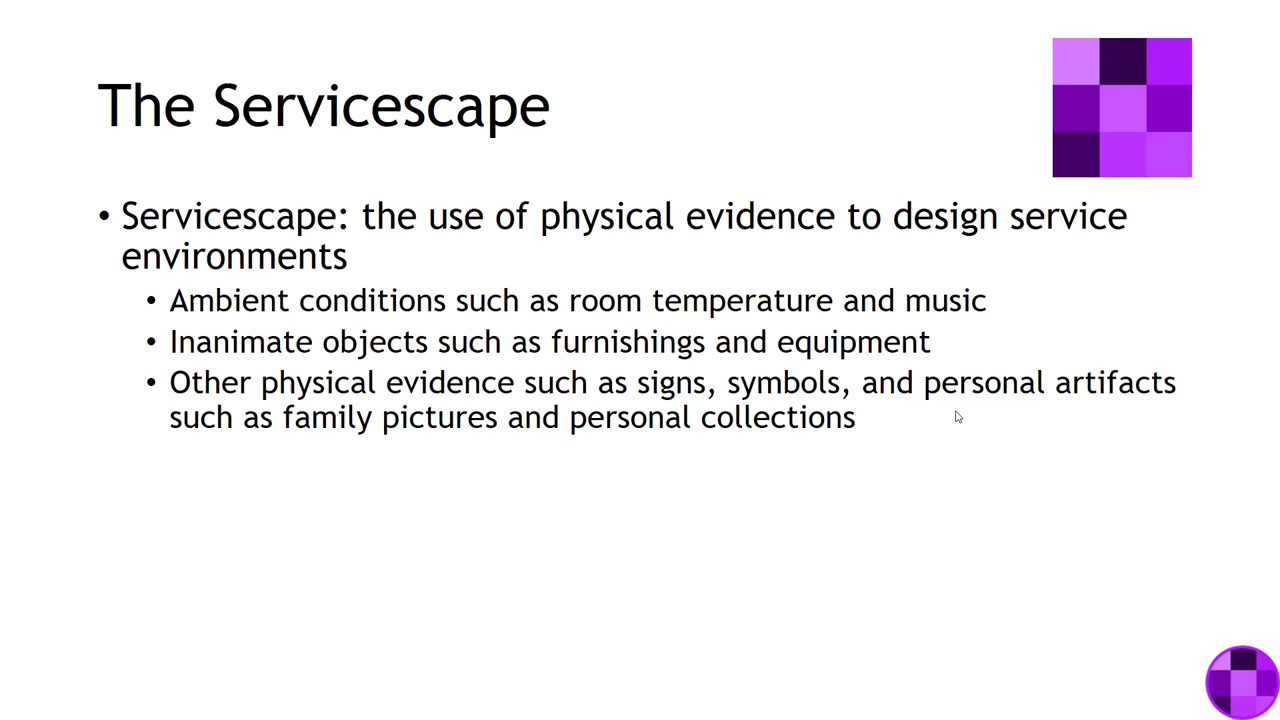 The Servicescape
• Servicescape: the use of physical evidence to design service
environments
• Ambient conditions such as room temperature and music
• Inanimate objects such as furnishings and equipment
• Other physical evidence such as signs, symbols, and personal artifacts
such as family pictures and personal collections